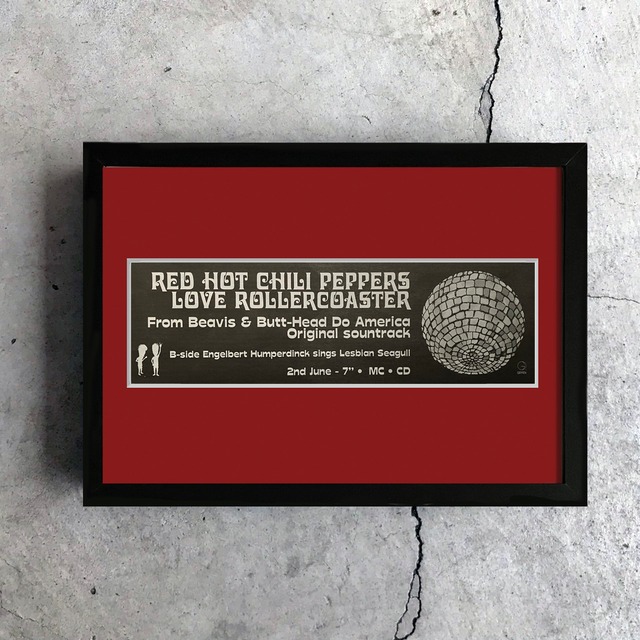 RED HOT CHILI PEPPERS
LOVE ROLLERCOASTER
From Beavis & Butt-Head Do America
Original sountrack
B-side Engelbert Humperdinck sings Lesbian Seagull
2nd June - 7" • MC • CD